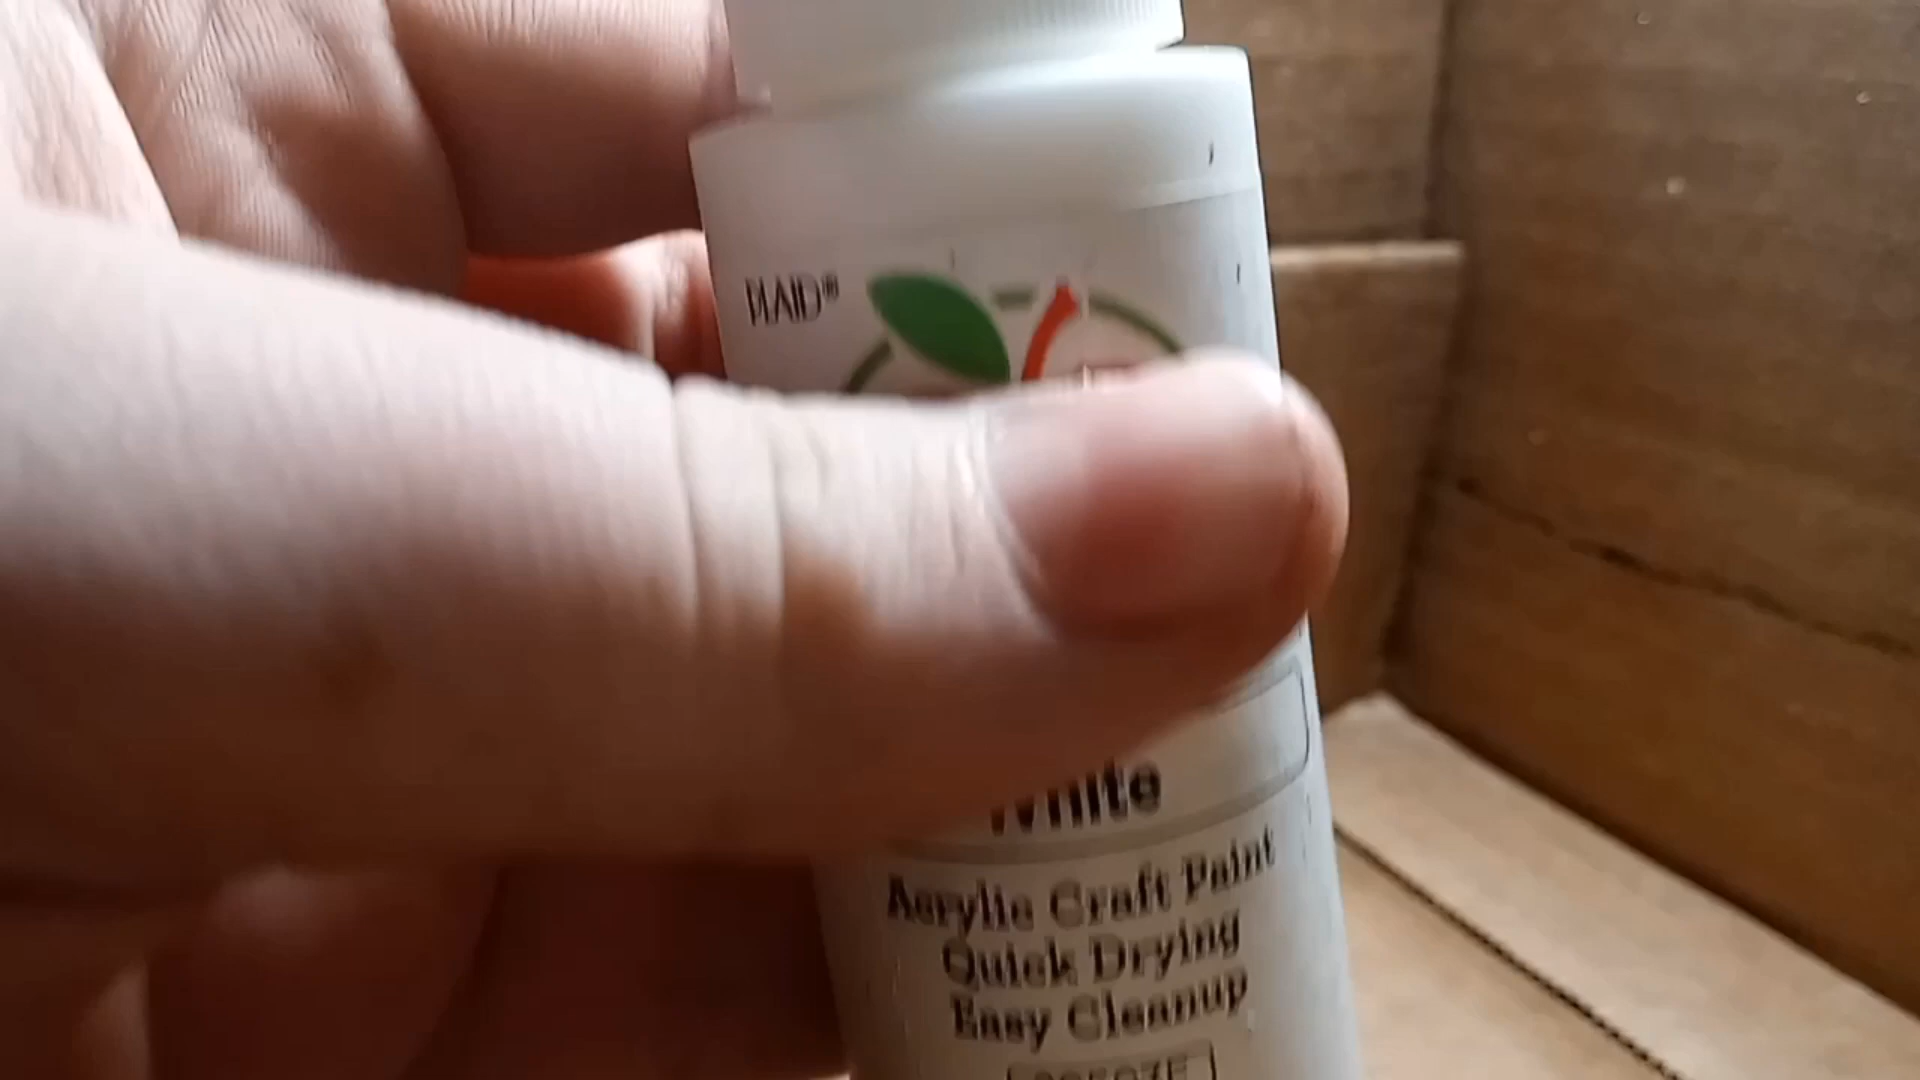 PLAID®
White
Acrylic Craft Paint
Quick Drying
Easy Cleanup